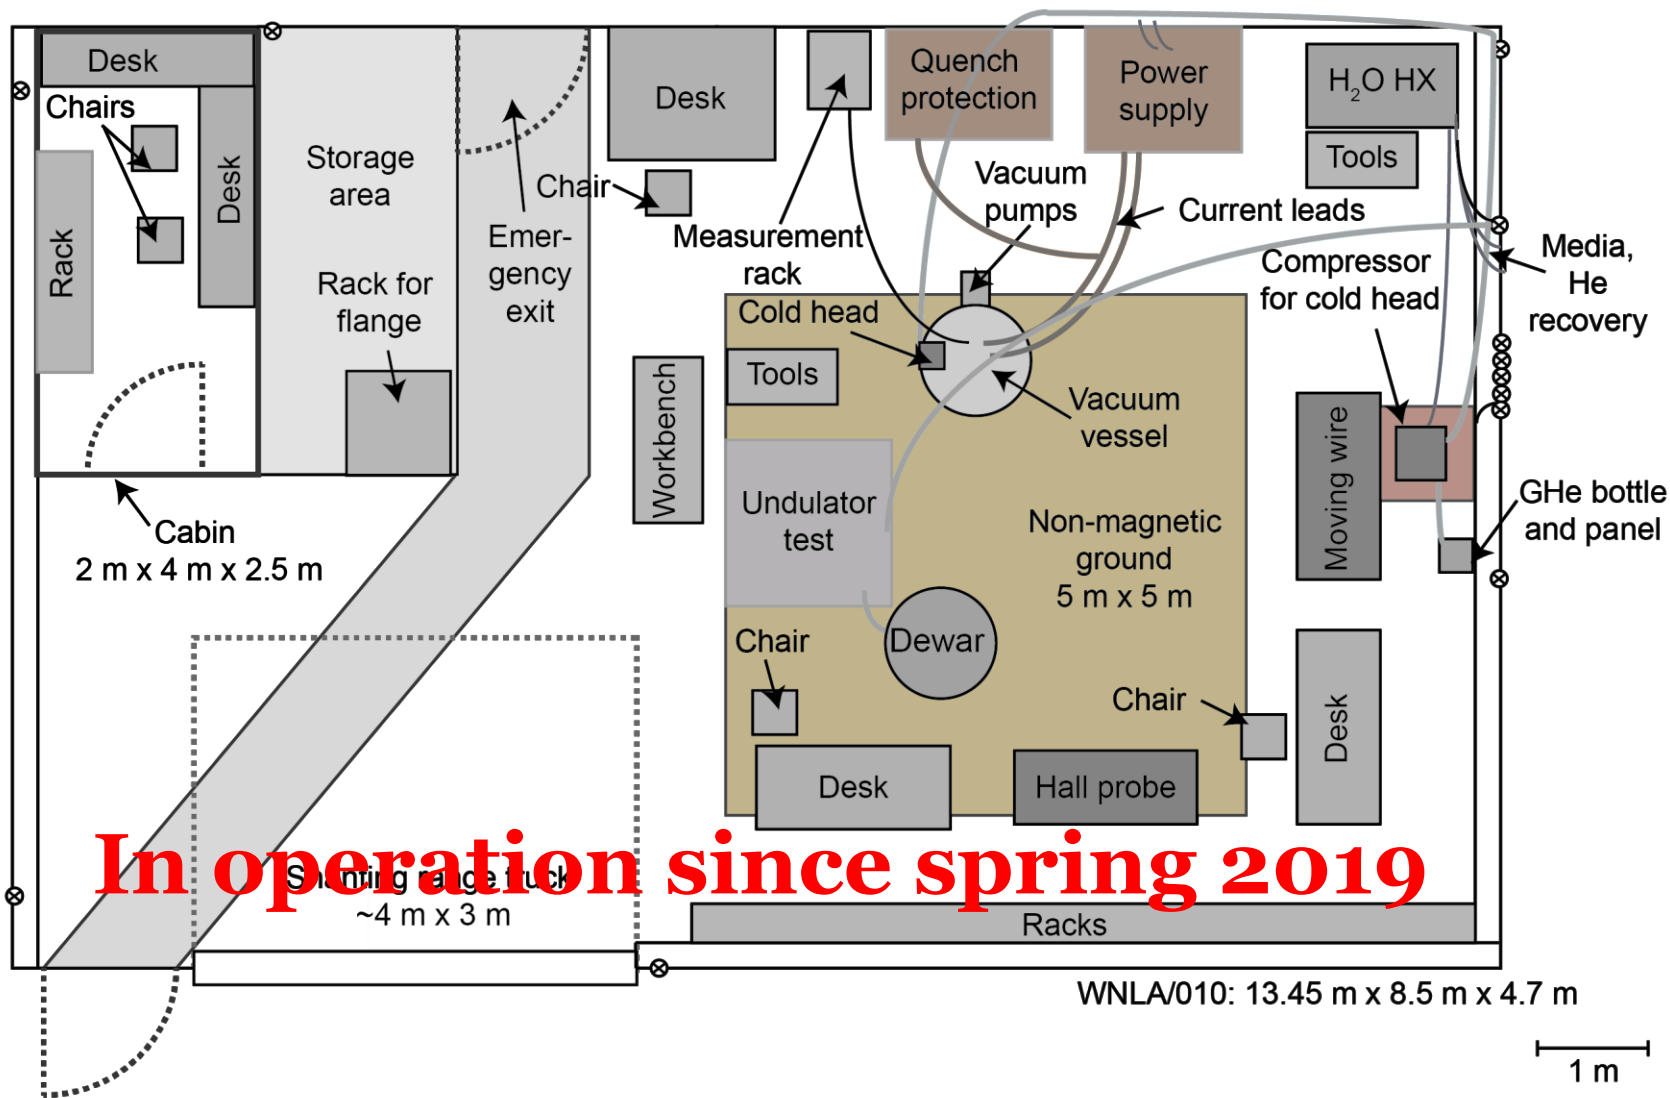 Desk
Chairs
Desk
Rack
Storage
area
Rack for
flange
Emer-
gency
exit
Cabin
2 m x 4 m x 2.5 m
Desk
Chair
Measurement
rack
Quench
protection
Power
supply
H2O HX
Tools
Vacuum
pumps
Current leads
Media,
He
recovery
Compressor
for cold head
Cold head
Tools
Vacuum
vessel
Workbench
Undulator
test
Non-magnetic
ground
5 m x 5 m
Moving wire
GHe bottle
and panel
Dewar
Chair
Chair
Desk
Desk
Hall probe
In operation since spring 2019
Shunting range truck
~4 m x 3 m
Racks
WNLA/010: 13.45 m x 8.5 m x 4.7 m
1 m